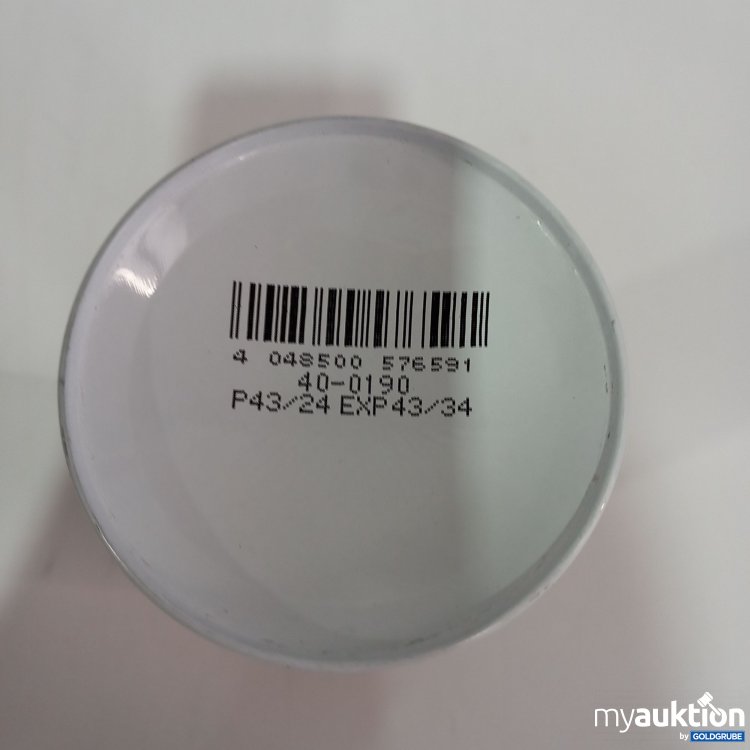 4 048500 576591
40-0190
P43/24 EXP43/34
myauktion
by GOLDGRUBE